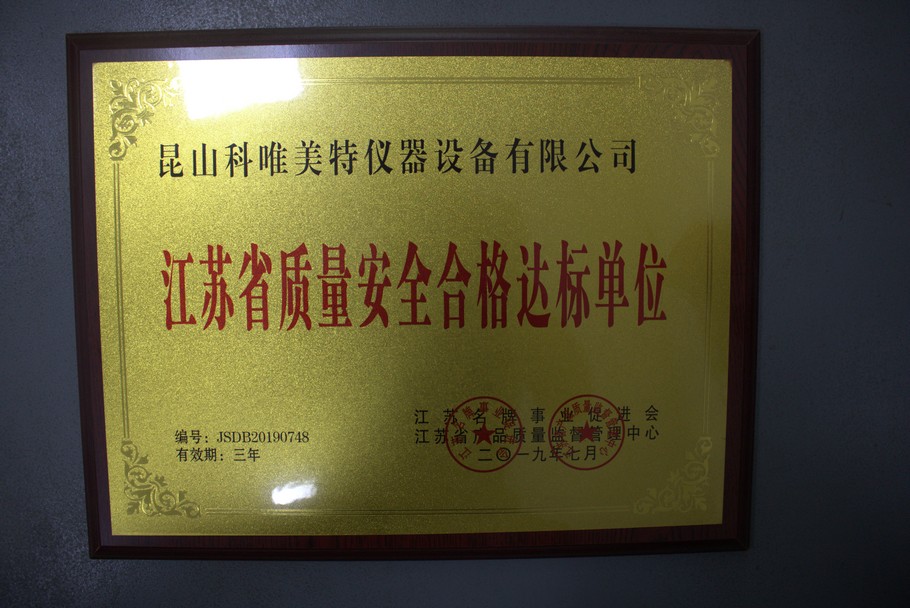 昆山科唯美特仪器设备有限公司
江苏省质量安全合格达标单位
编号：JSDB20190748
有效期：三年
江苏名牌事业促进会
江苏省产品质量监督管理中心
二〇一九年七月